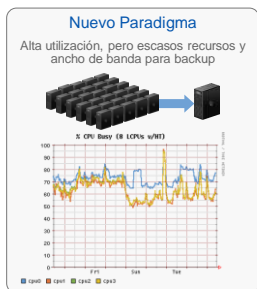 Nuevo Paradigma
Alta utilización, pero escasos recursos y
ancho de banda para backup
% CPU Busy (8 LCPUs w/HT)
100
90
80
70
60
50
40
30
20
10
0
Fri
Sun
Tue
Cpu0 Cpu1 Cpu2 Cpu3